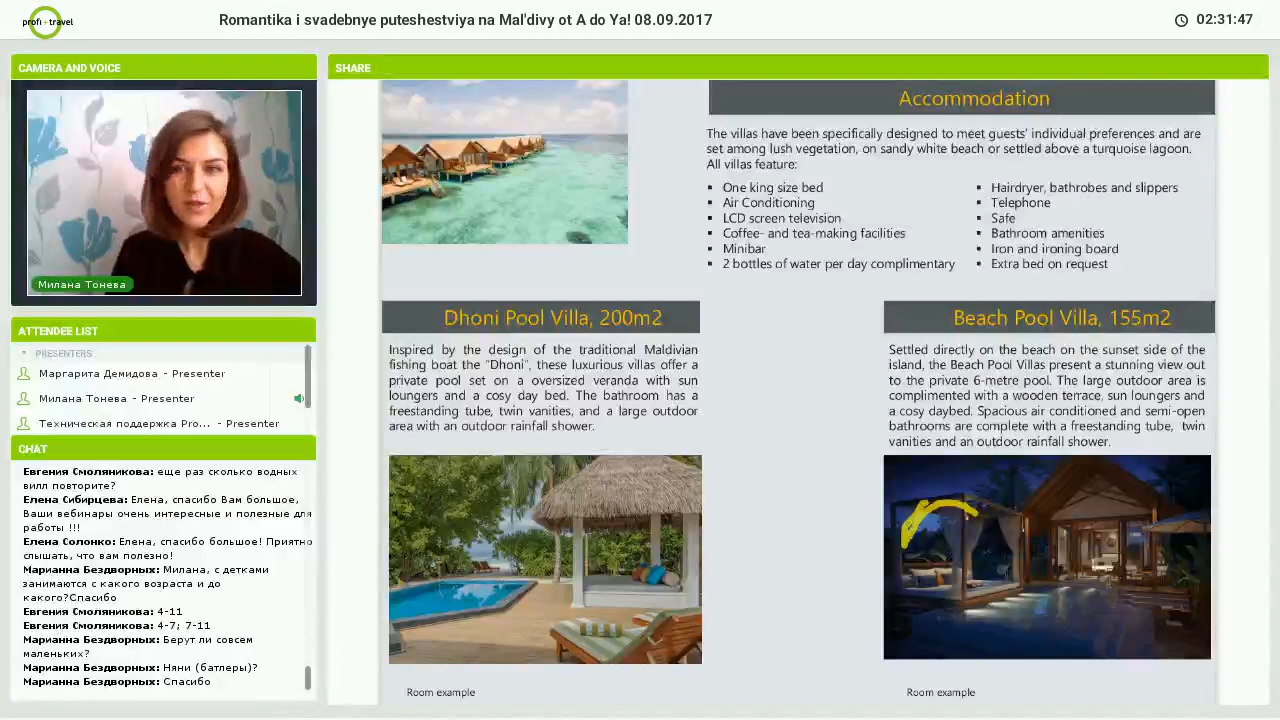 profi travel
Romantika i svadebnye puteshestviya na Mal'divy ot A do Ya! 08.09.2017
02:31:47
CAMERA AND VOICE
Милана Тонева
ATTENDEE LIST
PRESENTERS
Маргарита Демидова - Presenter
Милана Тонева - Presenter
Техническая поддержка Pro... - Presenter
CHAT
Евгения Смоляникова: еще раз сколько водных
вилл повторите?
Елена Сибирцева: Елена, спасибо Вам большое,
Ваши вебинары очень интересные и полезные для
работы !!!
Елена Солонко: Елена, спасибо большое! Приятно
слышать, что вам полезно!
Марианна Бездворных: Милана, с детками
занимаются с какого возраста и до
какого?Спасибо
Евгения Смоляникова: 4-11
Евгения Смоляникова: 4-7; 7-11
Марианна Бездворных: Берут ли совсем
маленьких?
Марианна Бездворных: Няни (батлеры)?
Марианна Бездворных: Спасибо
SHARE
Accommodation
The villas have been specifically designed to meet guests' individual preferences and are
set among lush vegetation, on sandy white beach or settled above a turquoise lagoon.
All villas feature:
▪ One king size bed
▪ Air Conditioning
▪ LCD screen television
▪ Coffee- and tea-making facilities
▪ Minibar
▪ 2 bottles of water per day complimentary
▪ Hairdryer, bathrobes and slippers
▪ Telephone
▪ Safe
▪ Bathroom amenities
▪ Iron and ironing board
▪ Extra bed on request
Dhoni Pool Villa, 200m2
Inspired by the design of the traditional Maldivian
fishing boat the "Dhoni", these luxurious villas offer a
private pool set on a oversized veranda with sun
loungers and a cosy day bed. The bathroom has a
freestanding tube, twin vanities, and a large outdoor
area with an outdoor rainfall shower.
Room example
Beach Pool Villa, 155m2
Settled directly on the beach on the sunset side of the
island, the Beach Pool Villas present a stunning view out
to the private 6-metre pool. The large outdoor area is
complimented with a wooden terrace, sun loungers and
a cosy daybed. Spacious air conditioned and semi-open
bathrooms are complete with a freestanding tube, twin
vanities and an outdoor rainfall shower.
Room example